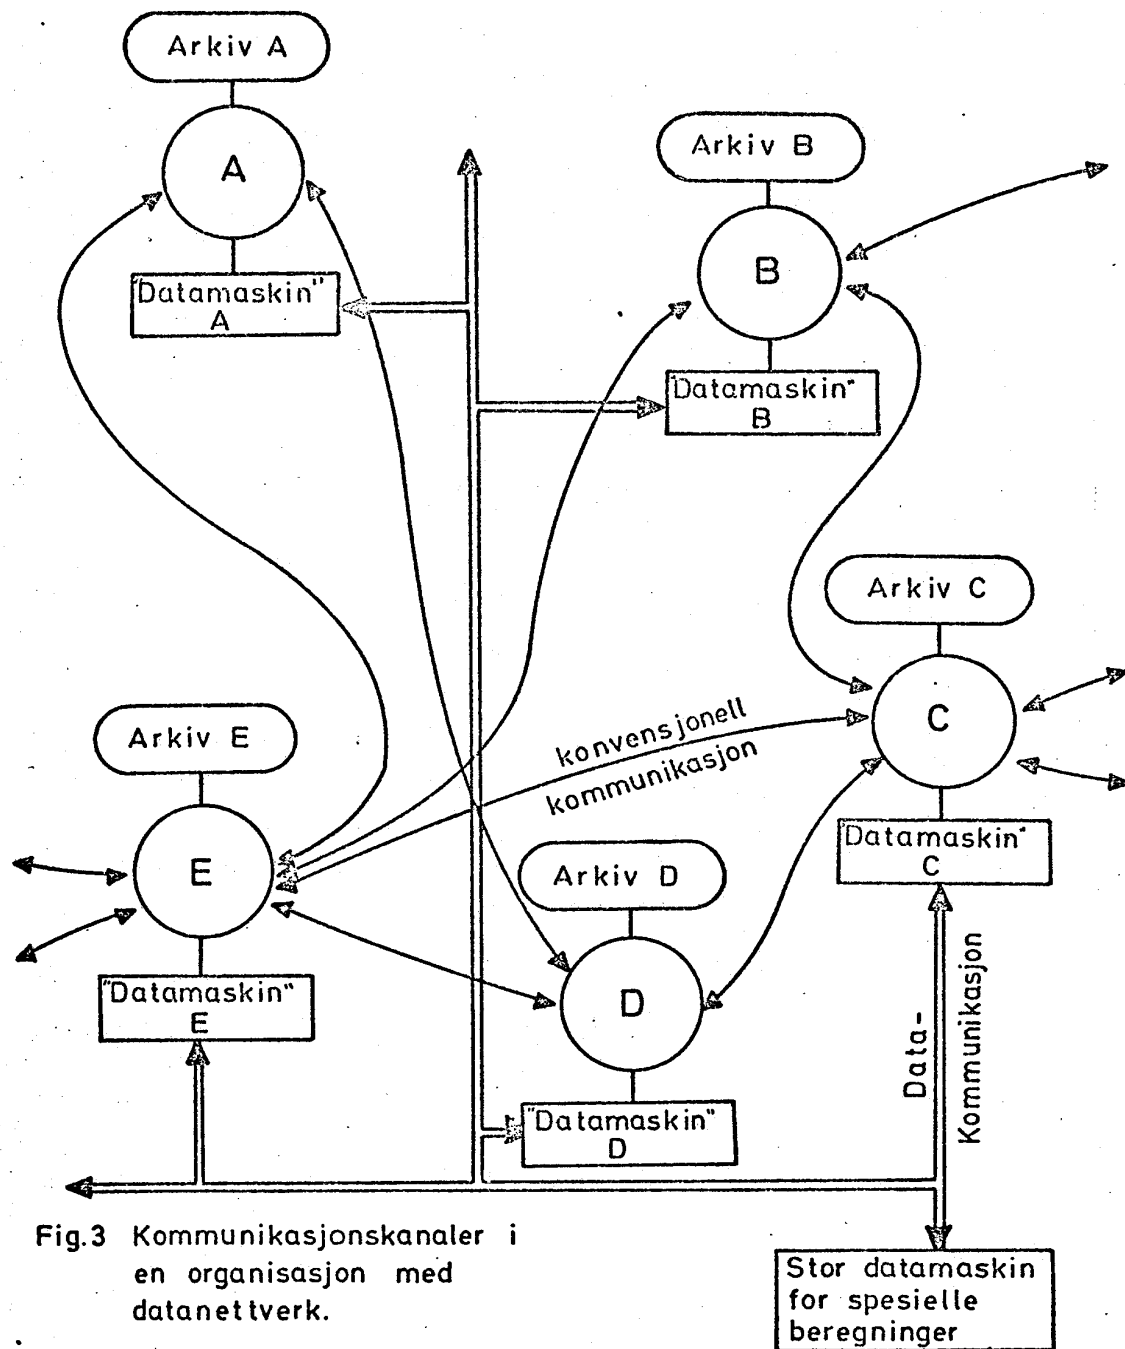 Arkiv A
A
"Datamaskin"
A
Arkiv B
B
"Datamaskin"
B
Arkiv C
C
"Datamaskin"
C
konvensjonell
kommunikasjon
Arkiv E
E
"Datamaskin"
E
Arkiv D
D
"Datamaskin"
D
Data-
Kommunikasjon
Fig.3 Kommunikasjonskanaler i
en organisasjon med
datanettverk.
Stor datamaskin
for spesielle
beregninger